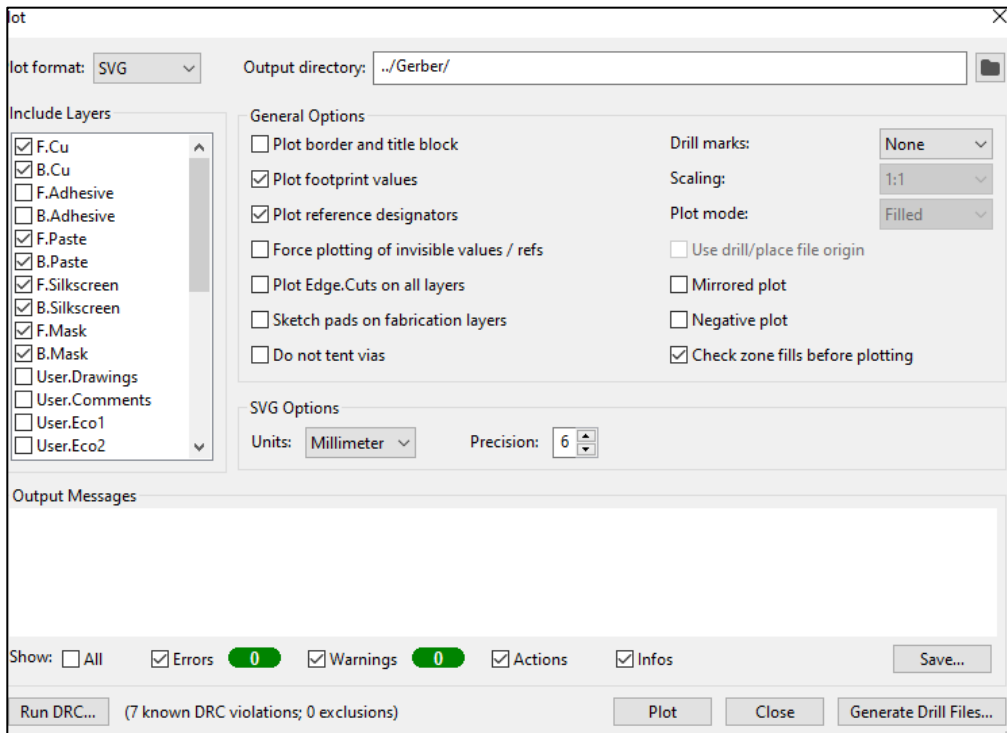 lot
lot format: SVG Output directory: ../Gerber/
Include Layers
F.Cu
B.Cu
F.Adhesive
B.Adhesive
F.Paste
B.Paste
F.Silkscreen
B.Silkscreen
F.Mask
B.Mask
User.Drawings
User.Comments
User.Eco1
User.Eco2
General Options
Plot border and title block
Plot footprint values
Plot reference designators
Force plotting of invisible values / refs
Plot Edge.Cuts on all layers
Sketch pads on fabrication layers
Do not tent vias
Drill marks: None
Scaling: 1:1
Plot mode: Filled
Use drill/place file origin
Mirrored plot
Negative plot
Check zone fills before plotting
SVG Options
Units: Millimeter Precision: 6
Output Messages
Show: All Errors 0 Warnings 0 Actions Infos Save...
Run DRC... (7 known DRC violations; 0 exclusions) Plot Close Generate Drill Files...